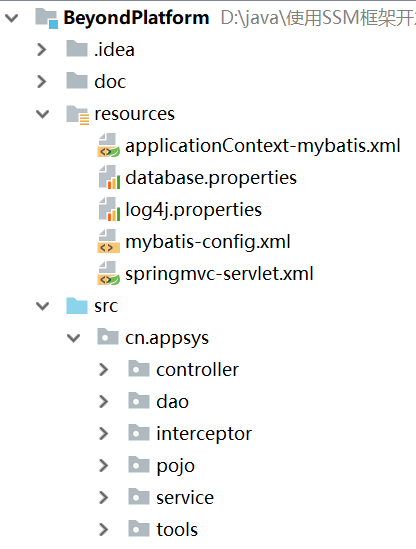 BeyondPlatform D:\java\使用SSM框架开
.idea
doc
resources
applicationContext-mybatis.xml
database.properties
log4j.properties
mybatis-config.xml
springmvc-servlet.xml
src
cn.appsys
controller
dao
interceptor
pojo
service
tools